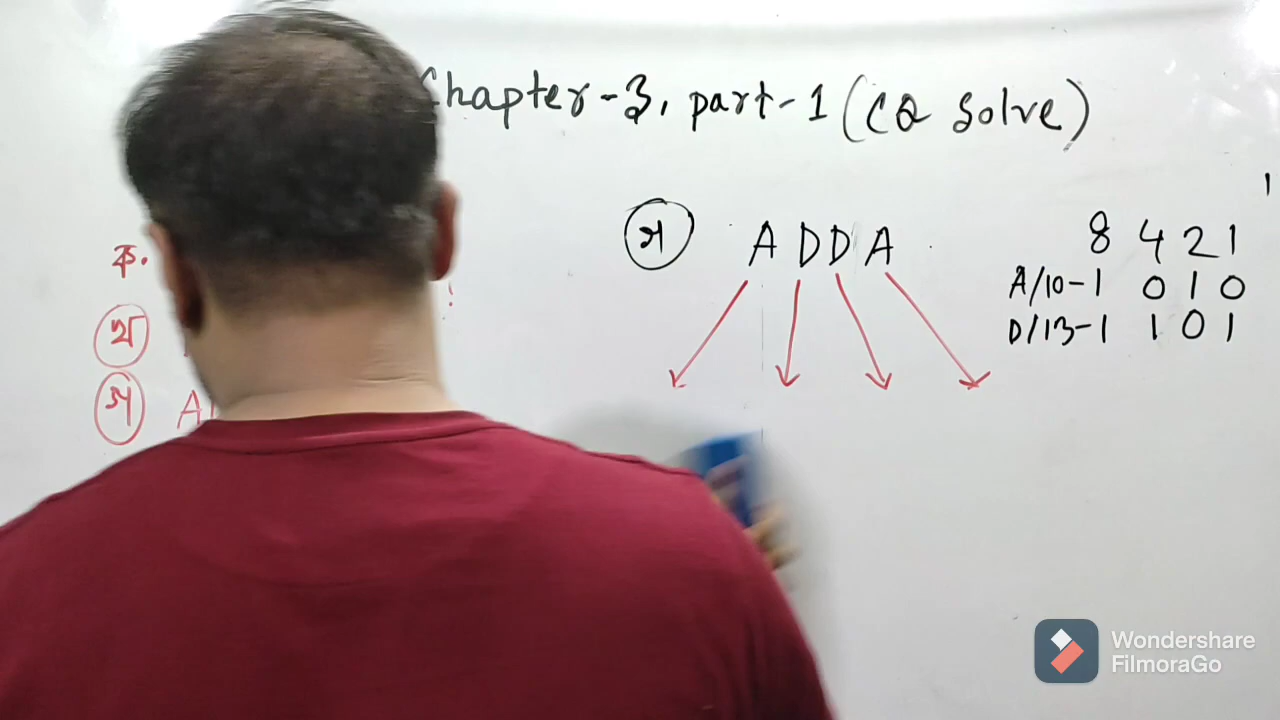 Chapter-3, part-1 (CQ Solve)
ক.
গ ADDA
8 4 2 1
A/10-1 0 1 0
D/13-1 1 0 1
খ
গ A
Wondershare
FilmoraGo